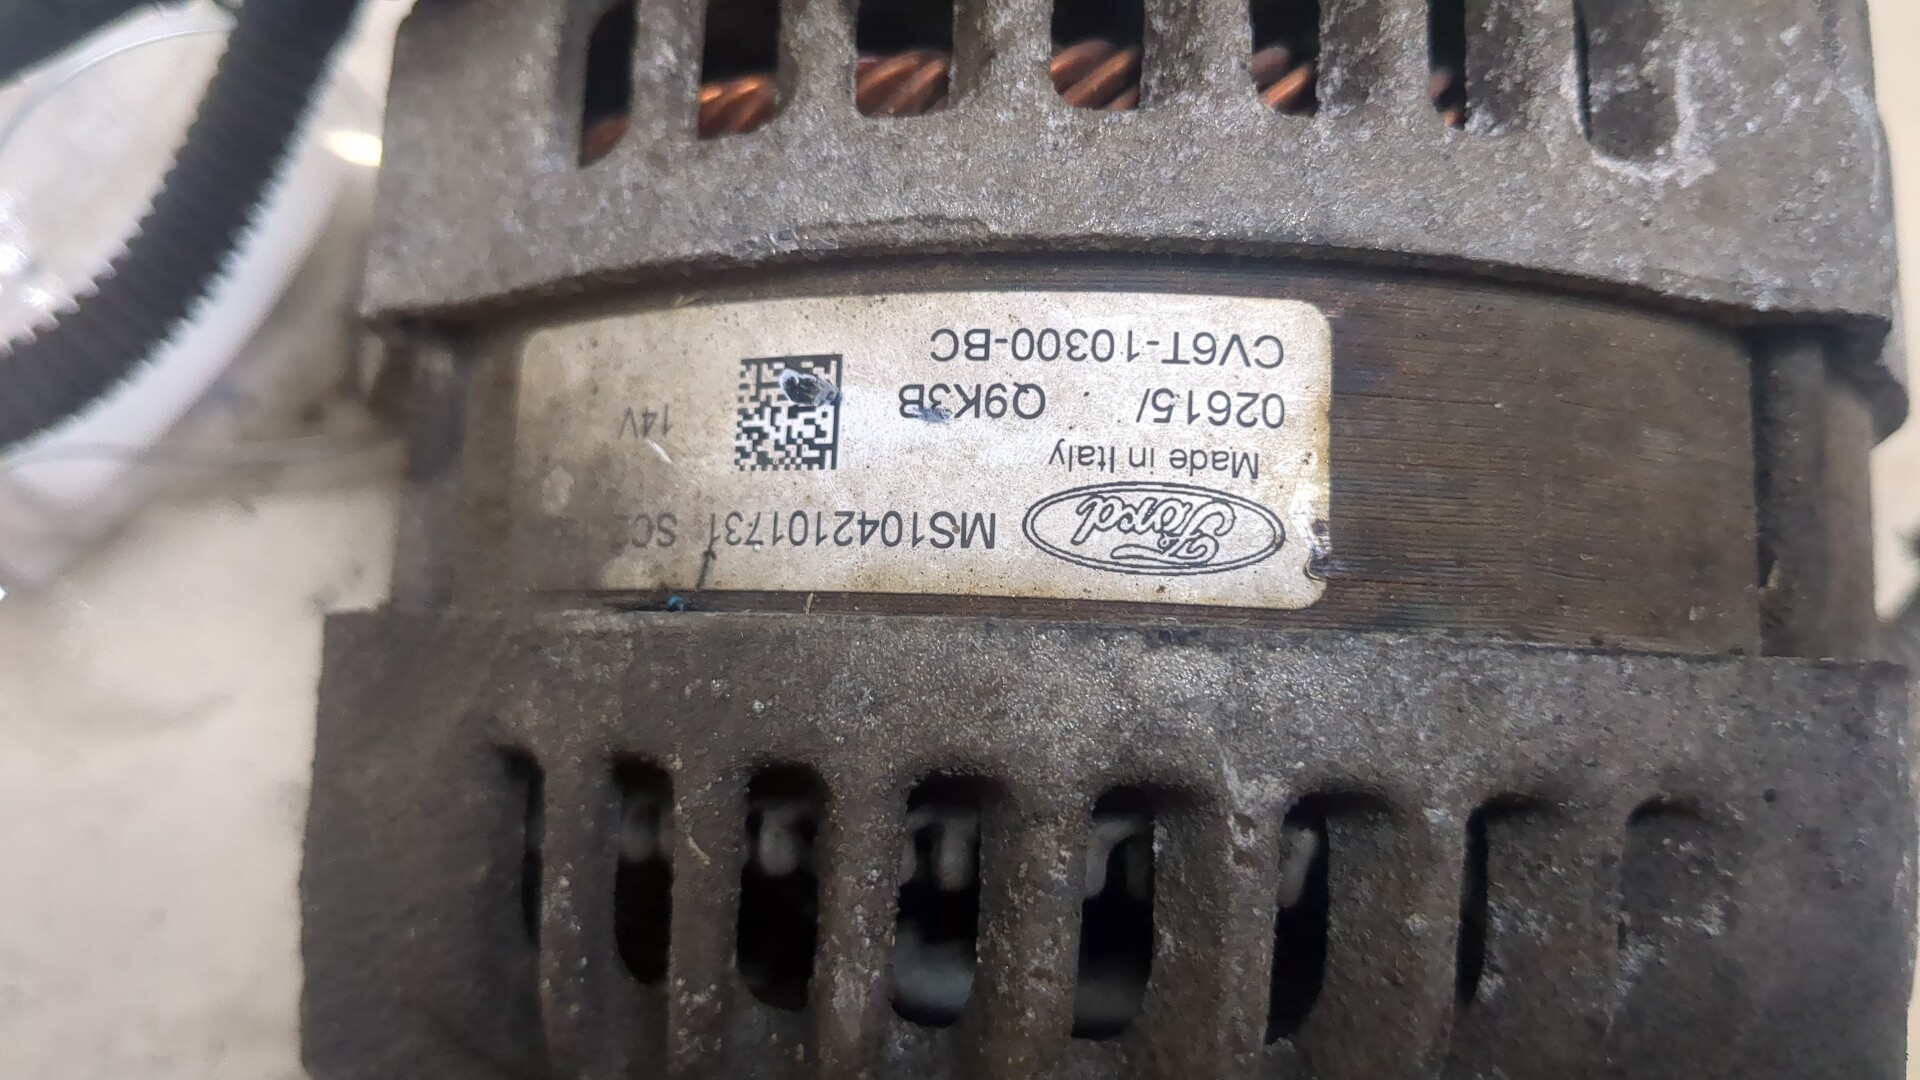 Ford MS1042101731
Made in Italy
02615/ Q9K3B 14V
CV6T-10300-BC